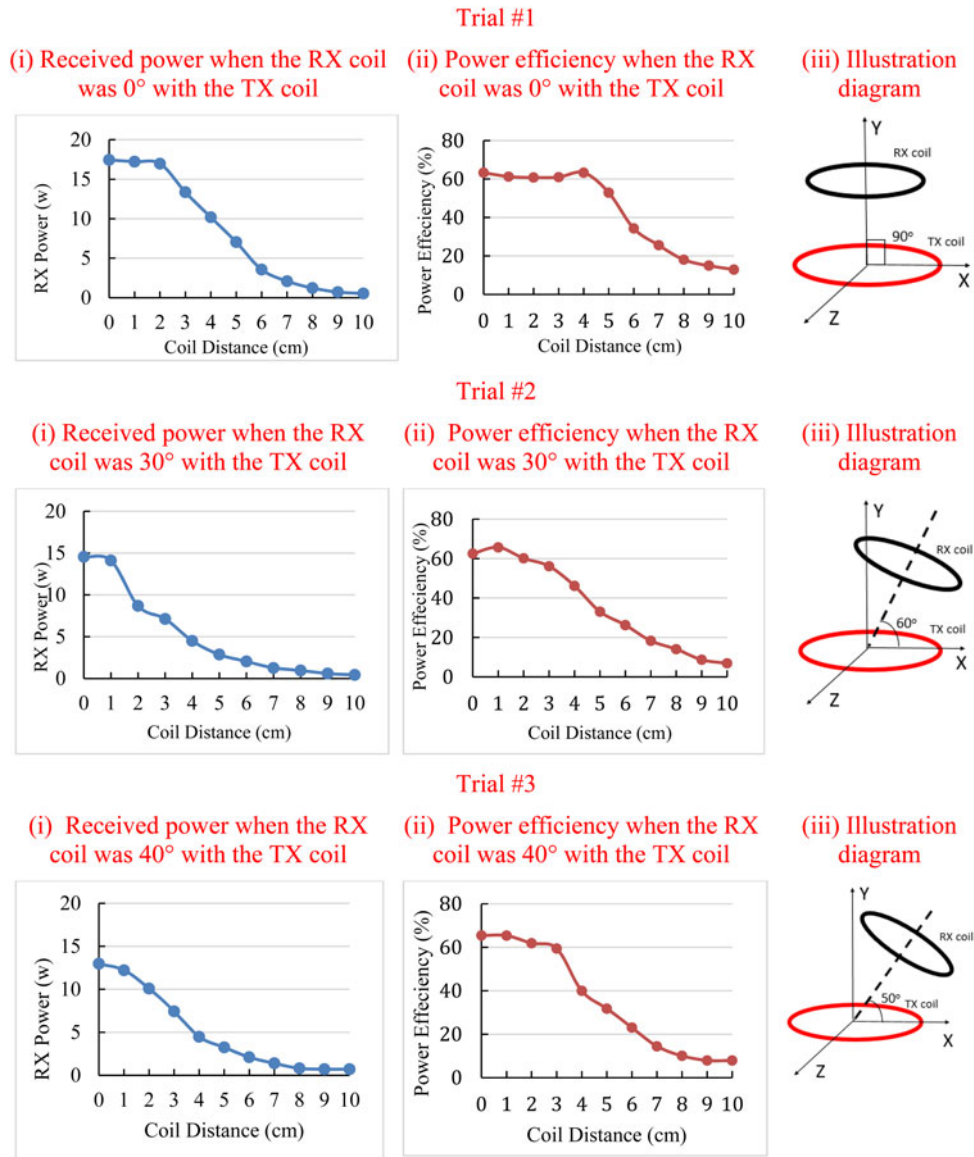 Trial #1
(i) Received power when the RX coil
was 0° with the TX coil
(ii) Power efficiency when the RX
coil was 0° with the TX coil
(iii) Illustration
diagram
RX Power (w)
20
15
10
5
0
0 1 2 3 4 5 6 7 8 9 10
Coil Distance (cm)
Power Effeciency (%)
80
60
40
20
0
0 1 2 3 4 5 6 7 8 9 10
Coil Distance (cm)
Y
RX coil
90°
TX coil
X
Z
Trial #2
(i) Received power when the RX
coil was 30° with the TX coil
(ii) Power efficiency when the RX
coil was 30° with the TX coil
(iii) Illustration
diagram
RX Power (w)
20
15
10
5
0
0 1 2 3 4 5 6 7 8 9 10
Coil Distance (cm)
Power Effeciency (%)
80
60
40
20
0
0 1 2 3 4 5 6 7 8 9 10
Coil Distance (cm)
Y
RX coil
60°
TX coil
X
Z
Trial #3
(i) Received power when the RX
coil was 40° with the TX coil
(ii) Power efficiency when the RX
coil was 40° with the TX coil
(iii) Illustration
diagram
RX Power (w)
20
15
10
5
0
0 1 2 3 4 5 6 7 8 9 10
Coil Distance (cm)
Power Effeciency (%)
80
60
40
20
0
0 1 2 3 4 5 6 7 8 9 10
Coil Distance (cm)
Y
RX coil
50°
TX coil
X
Z